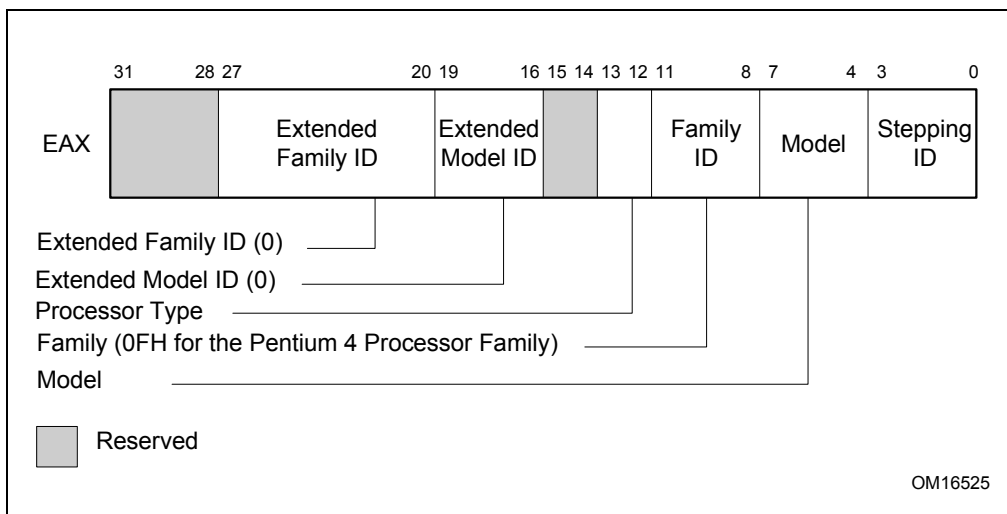 31 28 27 20 19 16 15 14 13 12 11 8 7 4 3 0
EAX
Extended
Family ID
Extended
Model ID
Family
ID
Model
Stepping
ID
Extended Family ID (0)
Extended Model ID (0)
Processor Type
Family (0FH for the Pentium 4 Processor Family)
Model
Reserved
OM16525